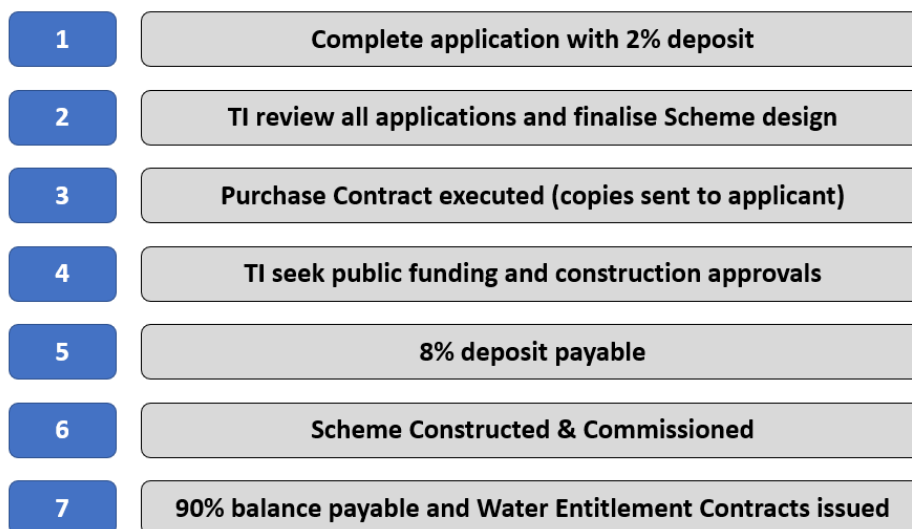 1 Complete application with 2% deposit
2 TI review all applications and finalise Scheme design
3 Purchase Contract executed (copies sent to applicant)
4 TI seek public funding and construction approvals
5 8% deposit payable
6 Scheme Constructed & Commissioned
7 90% balance payable and Water Entitlement Contracts issued